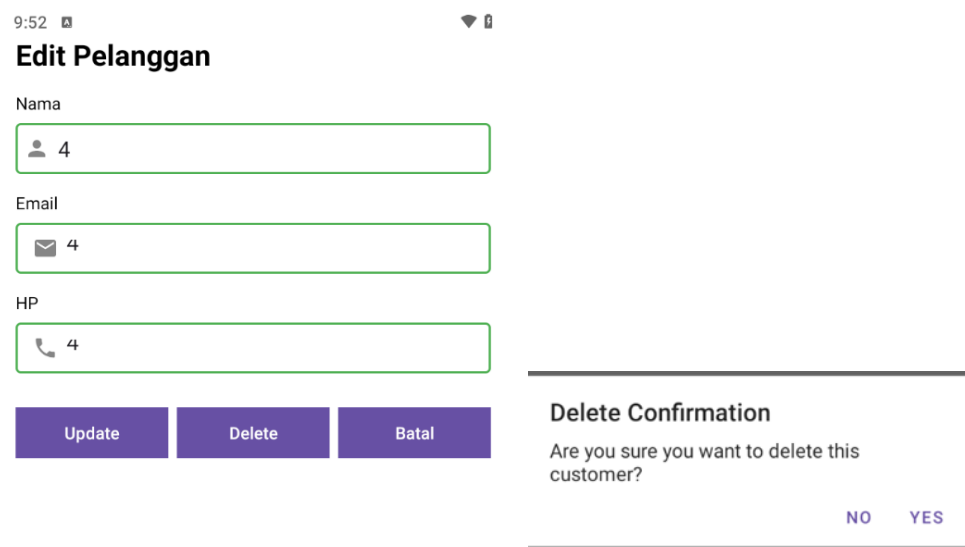 9:52
Edit Pelanggan
Nama
4
Email
4
HP
4
Update Delete Batal
Delete Confirmation
Are you sure you want to delete this
customer?
NO YES